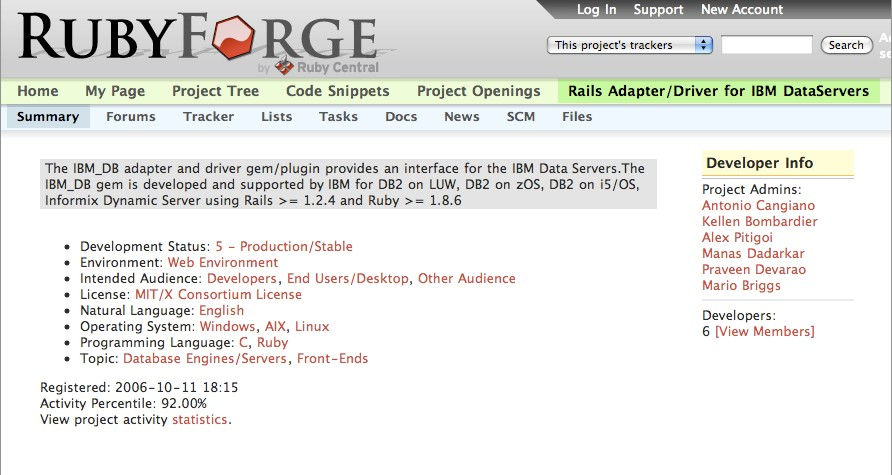 Log In Support New Account
RUBYFORGE
by Ruby Central
This project's trackers Search
Home My Page Project Tree Code Snippets Project Openings Rails Adapter/Driver for IBM DataServers
Summary Forums Tracker Lists Tasks Docs News SCM Files
The IBM_DB adapter and driver gem/plugin provides an interface for the IBM Data Servers.The
IBM_DB gem is developed and supported by IBM for DB2 on LUW, DB2 on zOS, DB2 on i5/OS,
Informix Dynamic Server using Rails >= 1.2.4 and Ruby >= 1.8.6
Development Status: 5 - Production/Stable
Environment: Web Environment
Intended Audience: Developers, End Users/Desktop, Other Audience
License: MIT/X Consortium License
Natural Language: English
Operating System: Windows, AIX, Linux
Programming Language: C, Ruby
Topic: Database Engines/Servers, Front-Ends
Registered: 2006-10-11 18:15
Activity Percentile: 92.00%
View project activity statistics.
Developer Info
Project Admins:
Antonio Cangiano
Kellen Bombardier
Alex Pitigoi
Manas Dadarkar
Praveen Devarao
Mario Briggs
Developers:
6 [View Members]